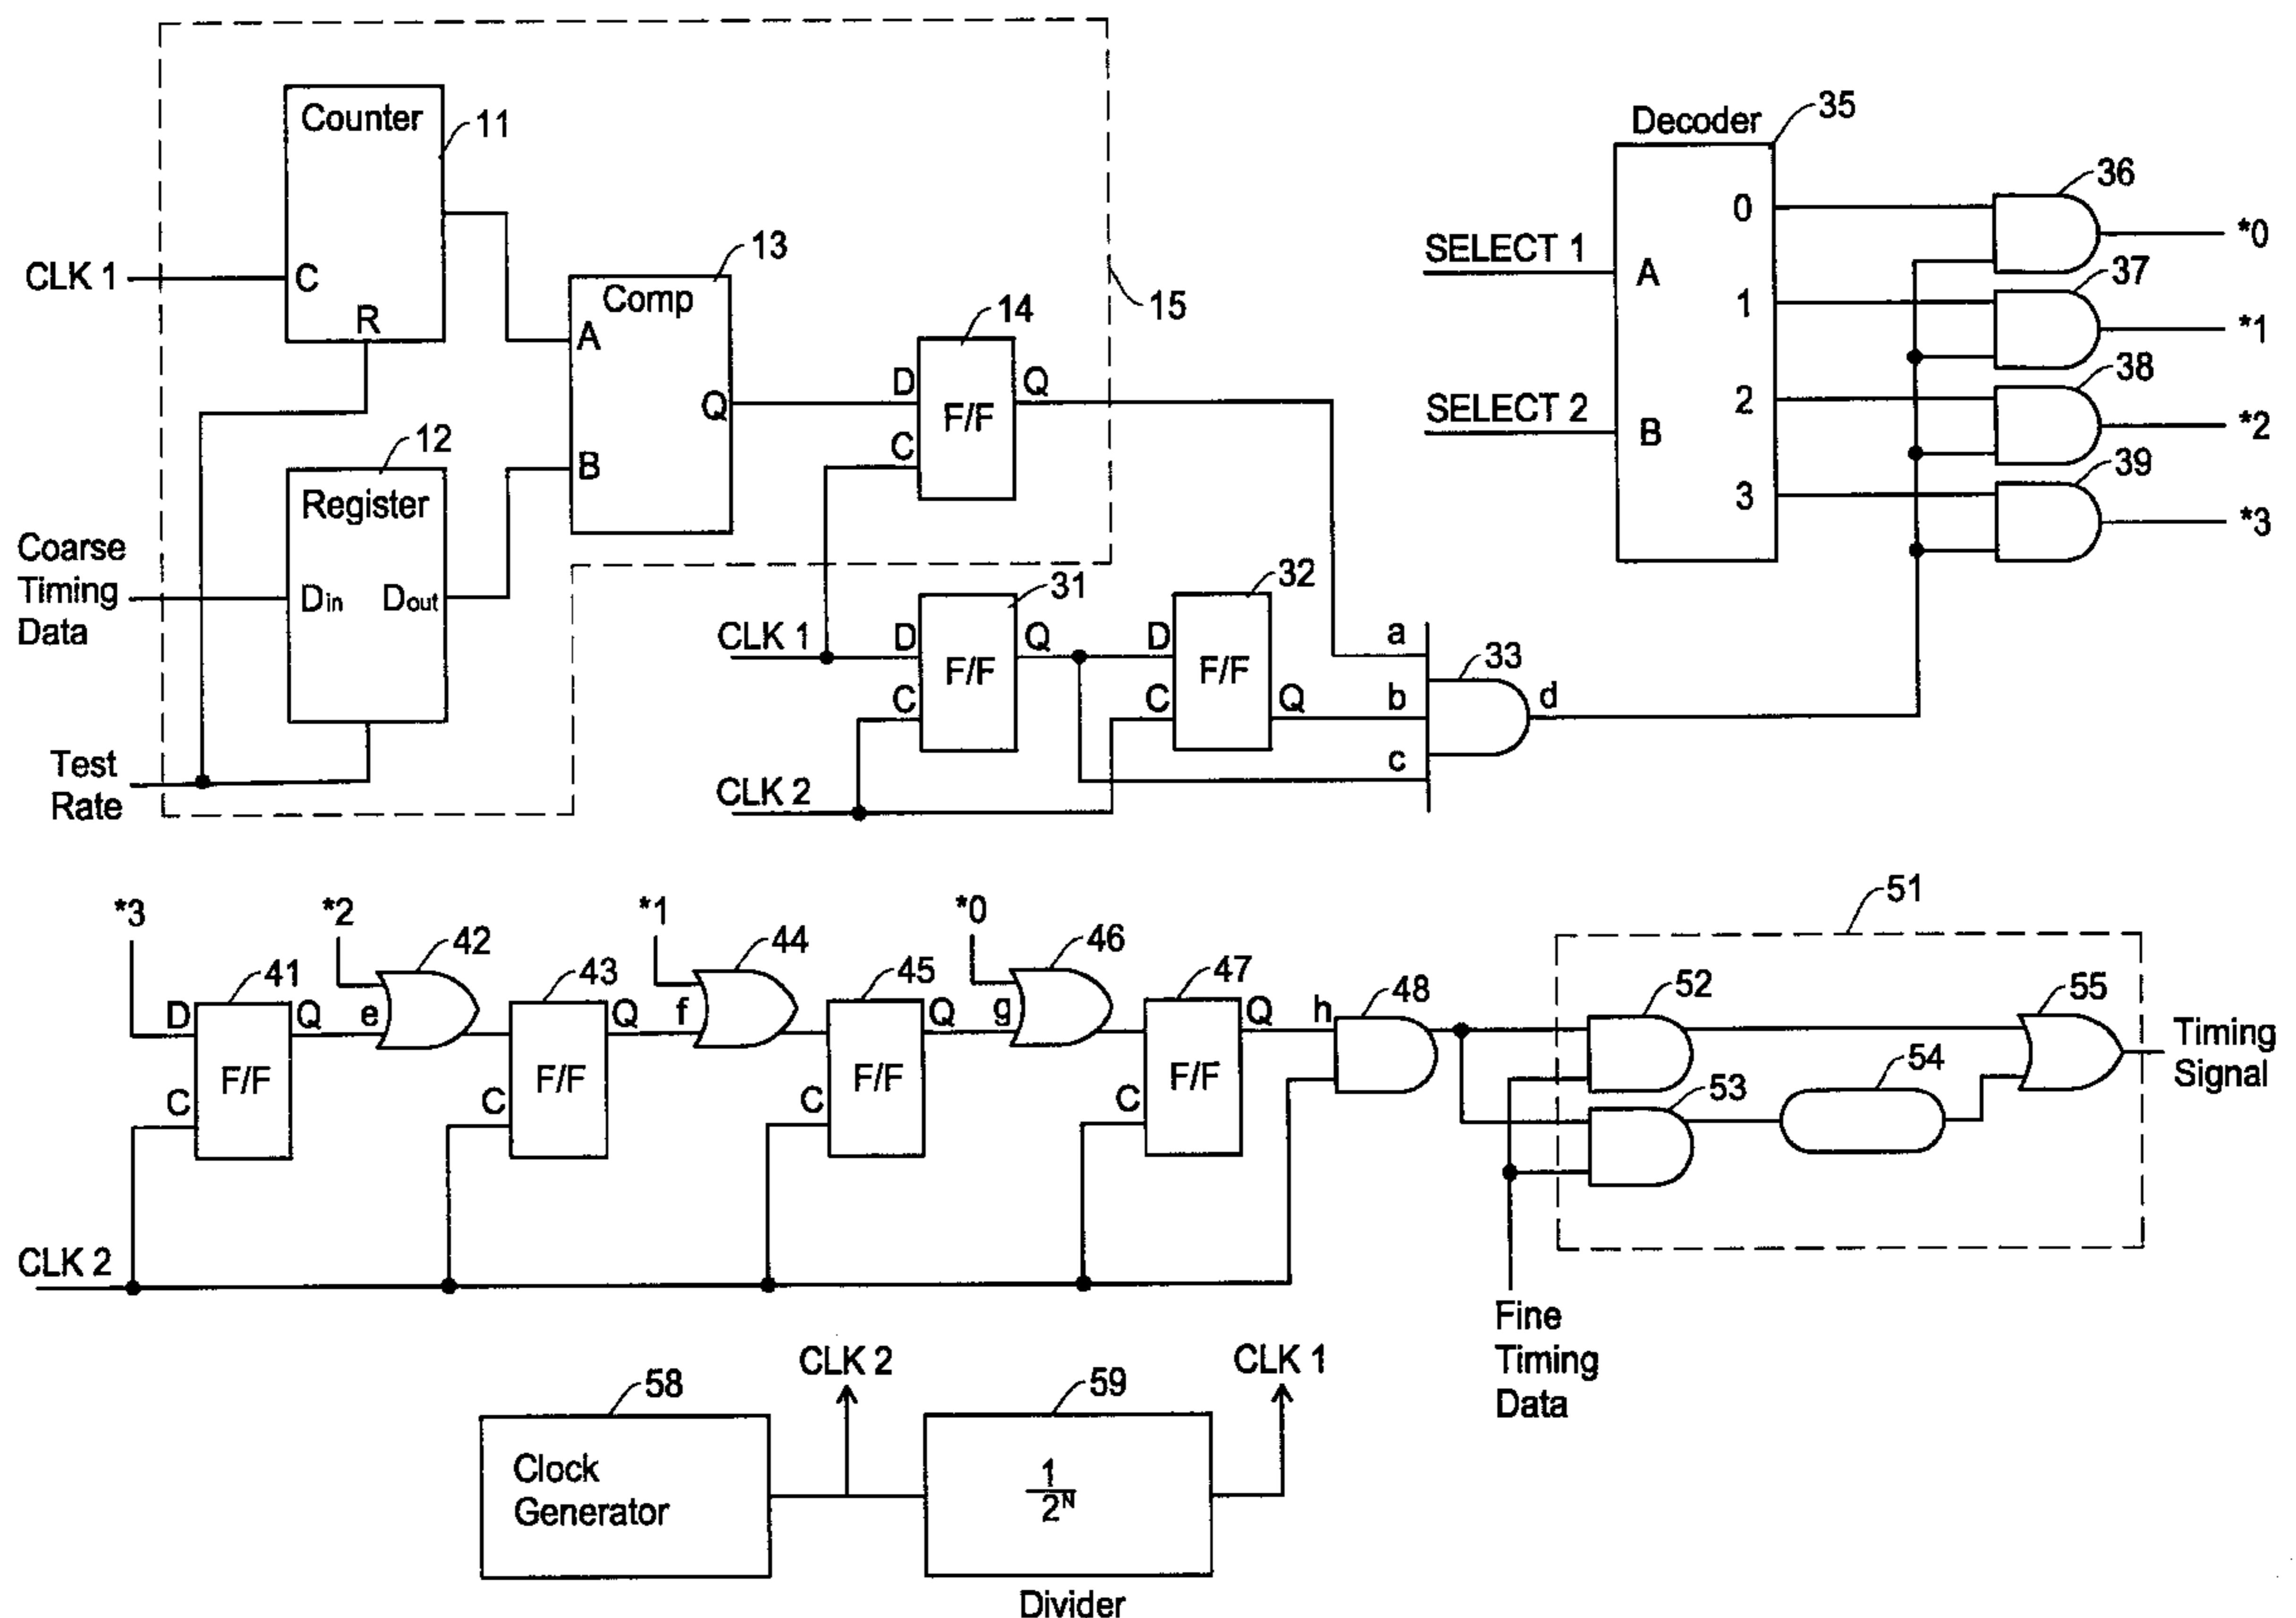 Counter
11
CLK 1
C
R
12
Register
Coarse
Timing
Data
Din
Dout
Test
Rate
13
Comp
A
B
Q
14
D
Q
F/F
C
15
31
CLK 1
D
Q
F/F
C
CLK 2
32
D
Q
F/F
C
a
b
c
33
d
Decoder
35
SELECT 1
A
SELECT 2
B
0
1
2
3
36
*0
37
*1
38
*2
39
*3
*3
*2
*1
*0
41
D
Q
F/F
C
e
42
43
Q
F/F
C
f
44
45
Q
F/F
C
g
46
47
Q
F/F
C
h
48
CLK 2
51
52
53
54
55
Timing
Signal
Fine
Timing
Data
58
Clock
Generator
CLK 2
59
1
2N
Divider
CLK 1